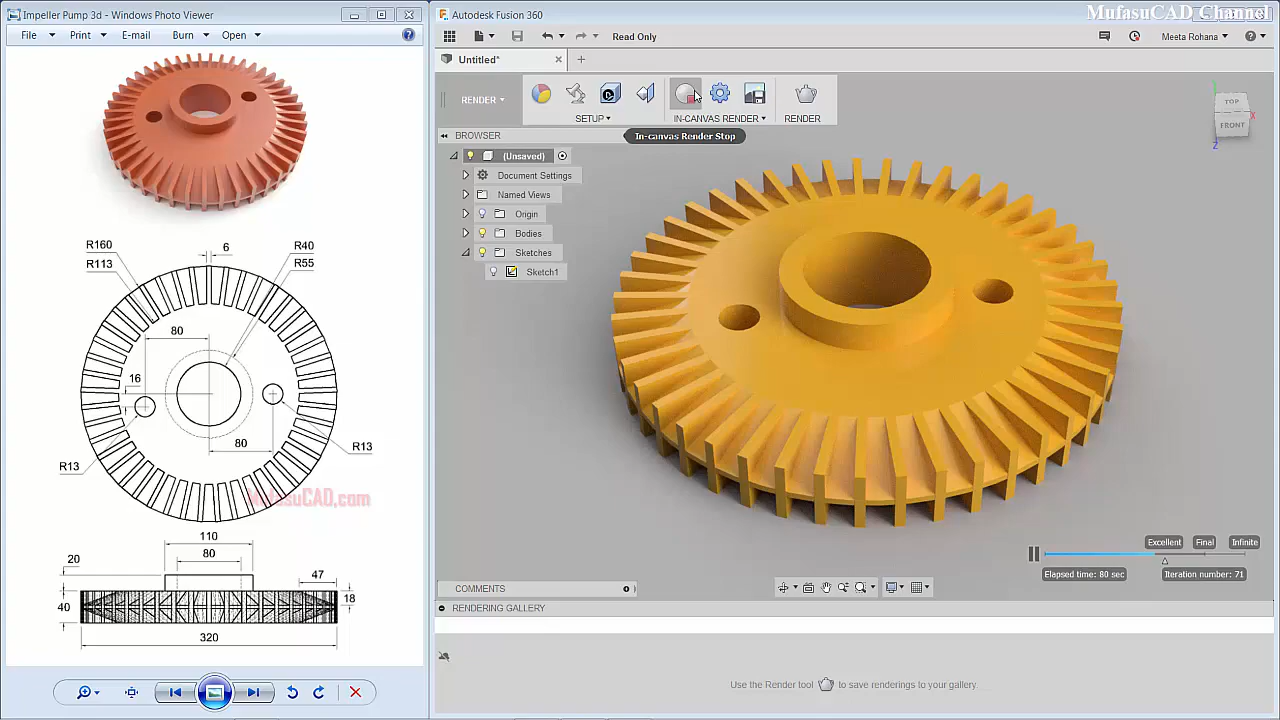 Impeller Pump 3d - Windows Photo Viewer
File Print E-mail Burn Open
R160
R113
6
R40
R55
80
16
80
R13
R13
MufasuCAD.com
110
80
20
47
18
40
320
Autodesk Fusion 360
MufasuCAD Channel
Read Only
Meeta Rohana
Untitled*
RENDER
SETUP
IN-CANVAS RENDER
RENDER
BROWSER
In-canvas Render Stop
(Unsaved)
Document Settings
Named Views
Origin
Bodies
Sketches
Sketch1
TOP
FRONT
X
Z
Excellent Final Infinite
Elapsed time: 80 sec
Iteration number: 71
COMMENTS
RENDERING GALLERY
Use the Render tool to save renderings to your gallery.